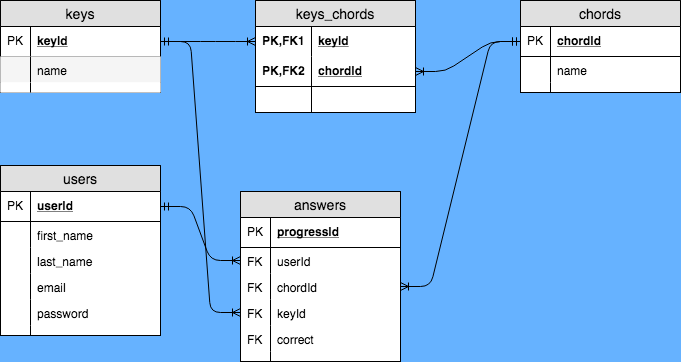 keys
PK keyId
name
keys_chords
PK,FK1 keyId
PK,FK2 chordId
chords
PK chordId
name
users
PK userId
first_name
last_name
email
password
answers
PK progressId
FK userId
FK chordId
FK keyId
FK correct